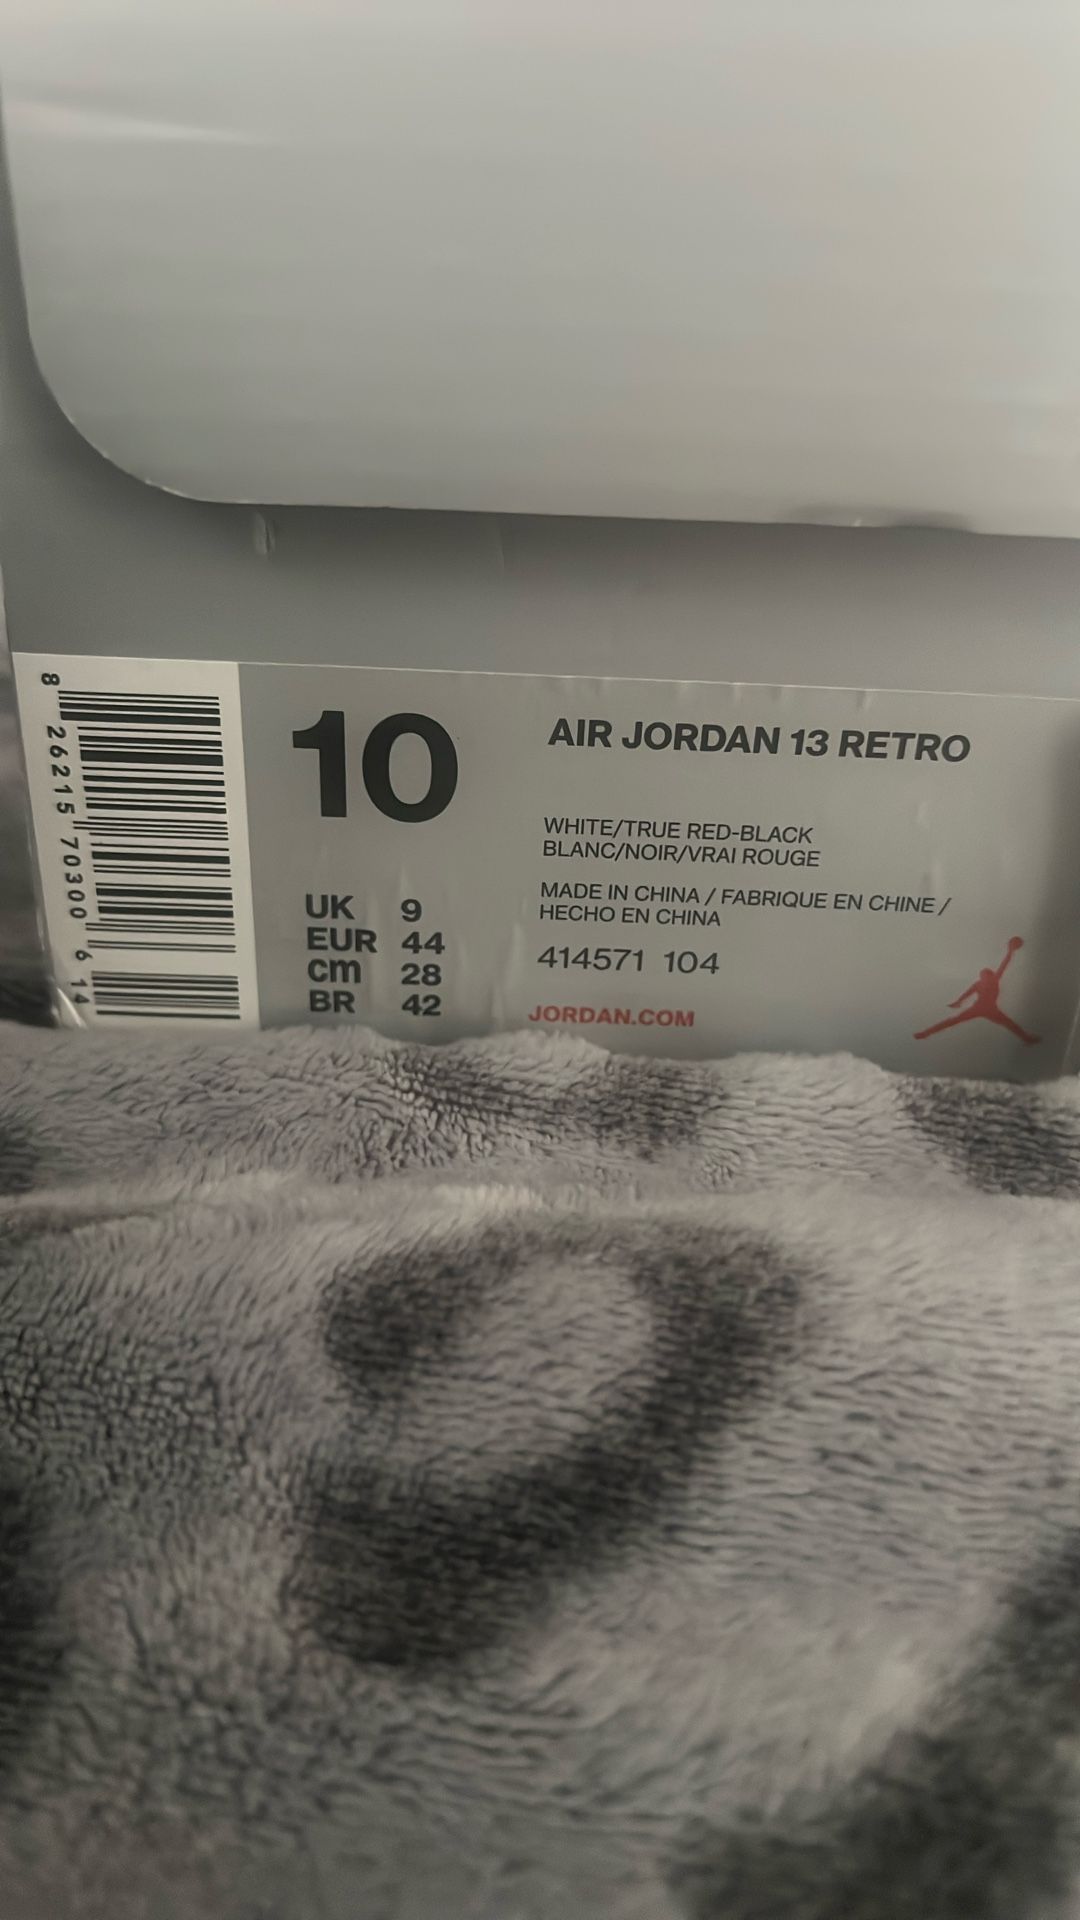 8 26215 70300 6 14
10
UK 9
EUR 44
cm 28
BR 42
AIR JORDAN 13 RETRO
WHITE/TRUE RED-BLACK
BLANC/NOIR/VRAI ROUGE
MADE IN CHINA / FABRIQUE EN CHINE /
HECHO EN CHINA
414571 104
JORDAN.COM